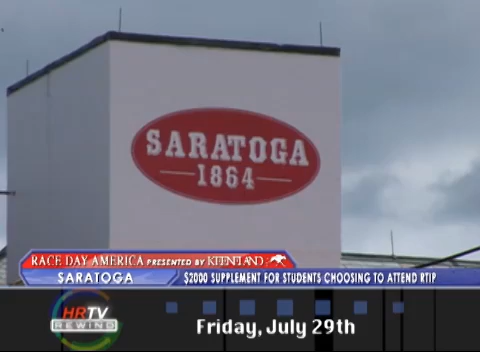 SARATOGA
1864
RACE DAY AMERICA PRESENTED BY KEENELAND
SARATOGA $2000 SUPPLEMENT FOR STUDENTS CHOOSING TO ATTEND RTIP
HRTV
REWIND
Friday, July 29th